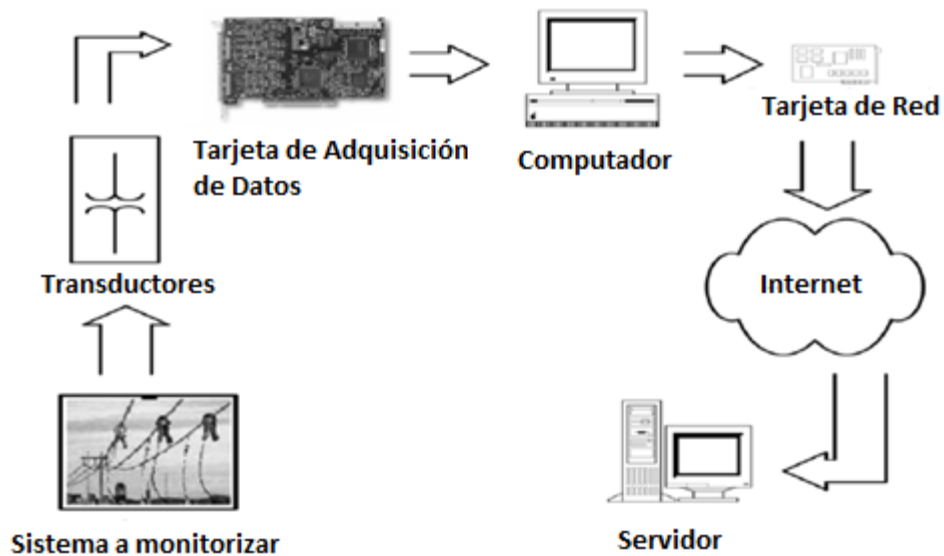 Tarjeta de Adquisición
de Datos
Computador
Tarjeta de Red
Transductores
Internet
Sistema a monitorizar
Servidor